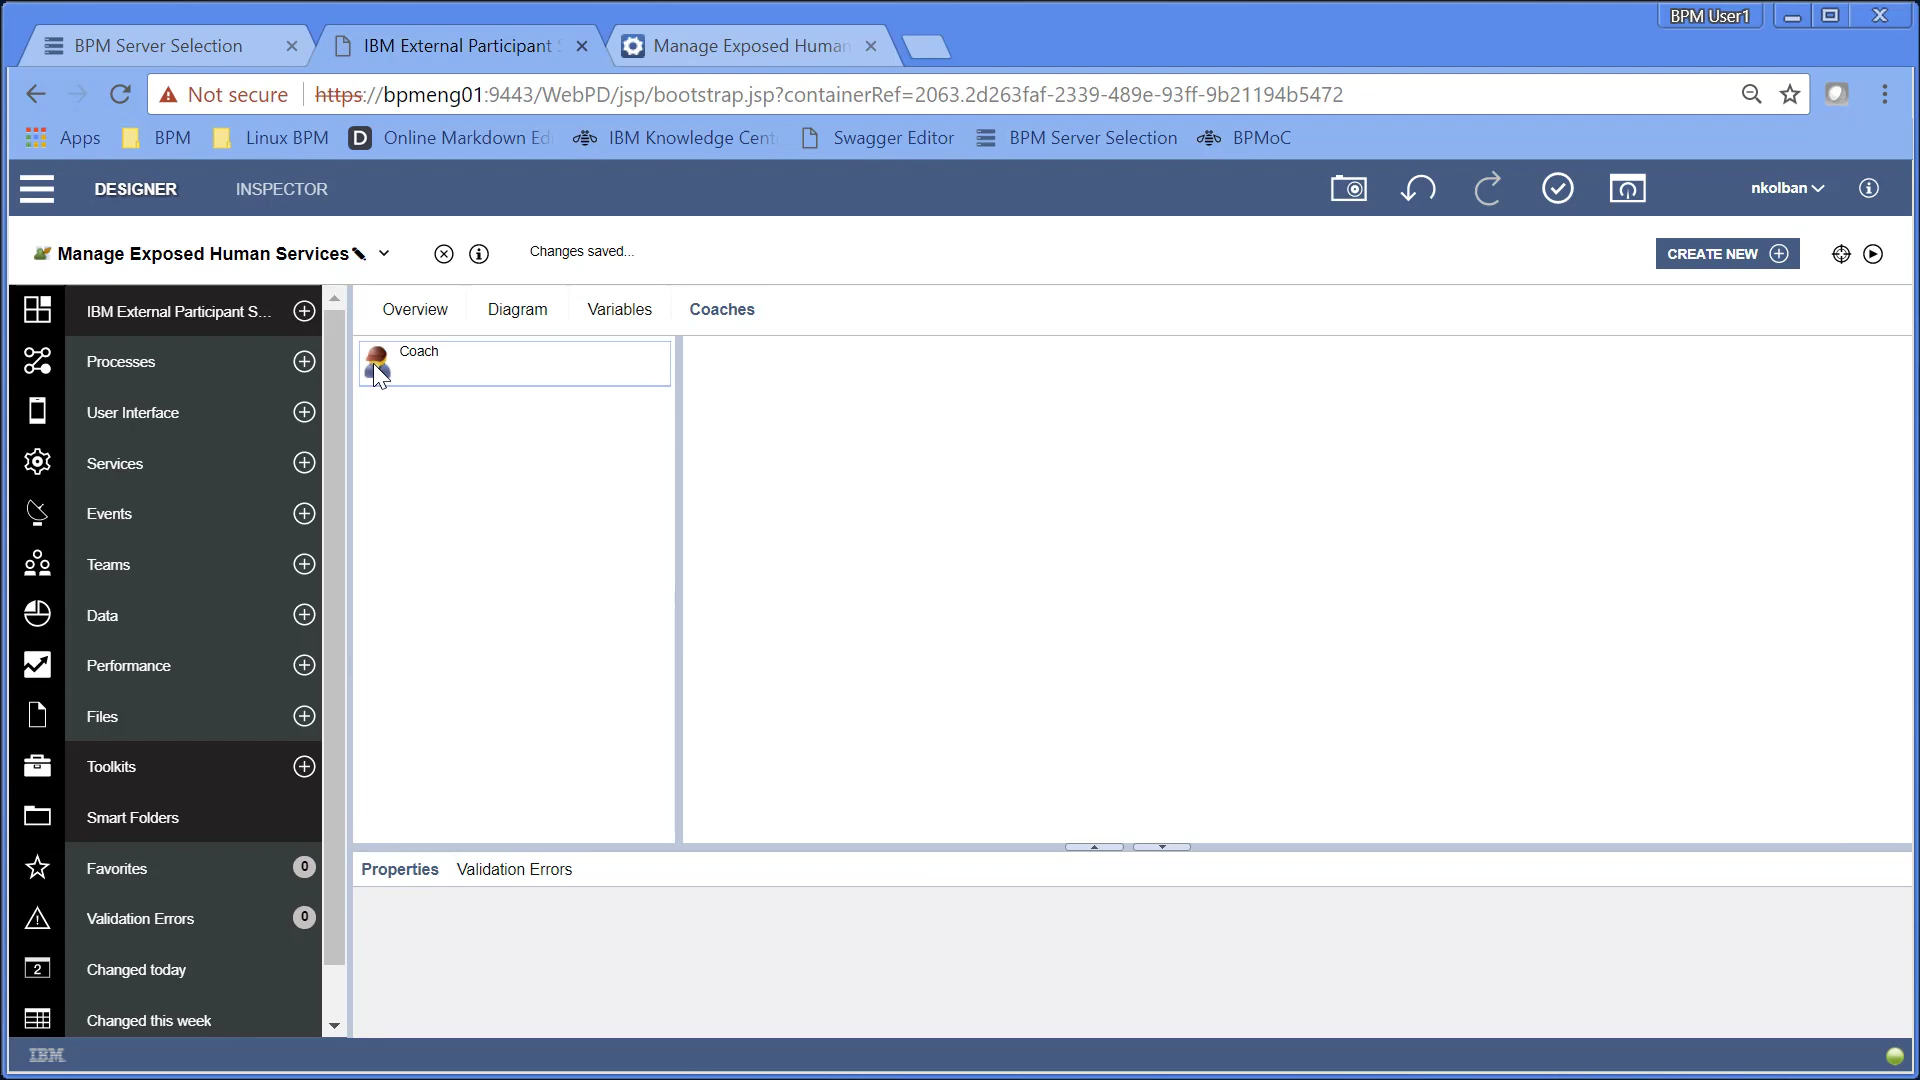 BPM User1
BPM Server Selection
IBM External Participant S
Manage Exposed Human
Not secure
https://bpmeng01:9443/WebPD/jsp/bootstrap.jsp?containerRef=2063.2d263faf-2339-489e-93ff-9b21194b5472
Apps
BPM
Linux BPM
D
Online Markdown Edi
IBM Knowledge Cent
Swagger Editor
BPM Server Selection
BPMoC
DESIGNER
INSPECTOR
nkolban
Manage Exposed Human Services
Changes saved...
CREATE NEW
IBM External Participant S...
Overview
Diagram
Variables
Coaches
Coach
Processes
User Interface
Services
Events
Teams
Data
Performance
Files
Toolkits
Smart Folders
Favorites
0
Validation Errors
0
2
Changed today
Changed this week
Properties
Validation Errors
IBM